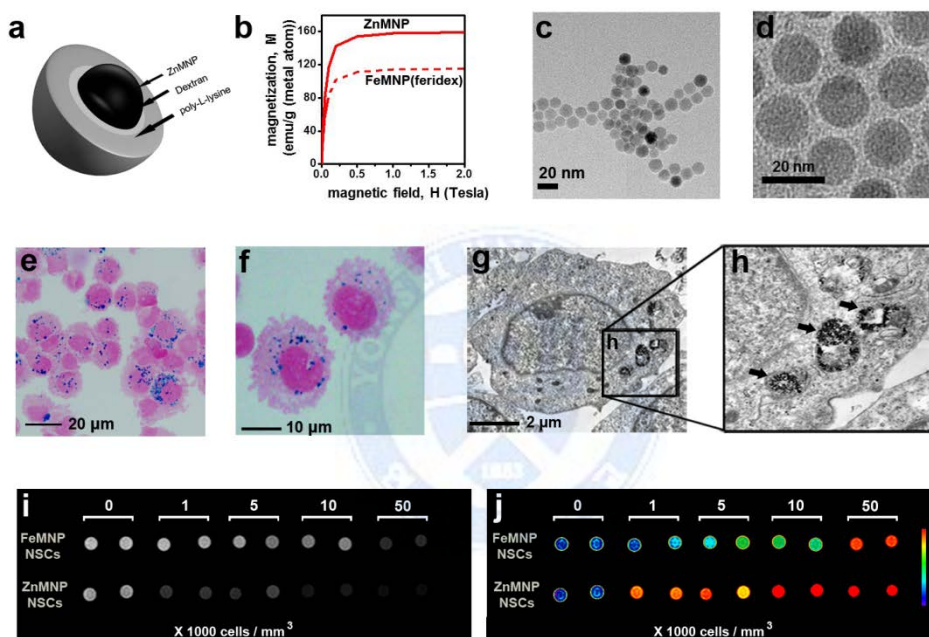 a
ZnMNP
Dextran
poly-L-lysine
b
magnetization, M
(emu/g (metal atom))
160
120
80
40
0
ZnMNP
FeMNP(feridex)
0.0 0.5 1.0 1.5 2.0
magnetic field, H (Tesla)
c
20 nm
d
20 nm
e
20 µm
f
10 µm
g
h
2 µm
h
i
0 1 5 10 50
FeMNP
NSCs
ZnMNP
NSCs
X 1000 cells / mm³
j
0 1 5 10 50
FeMNP
NSCs
ZnMNP
NSCs
X 1000 cells / mm³
1885